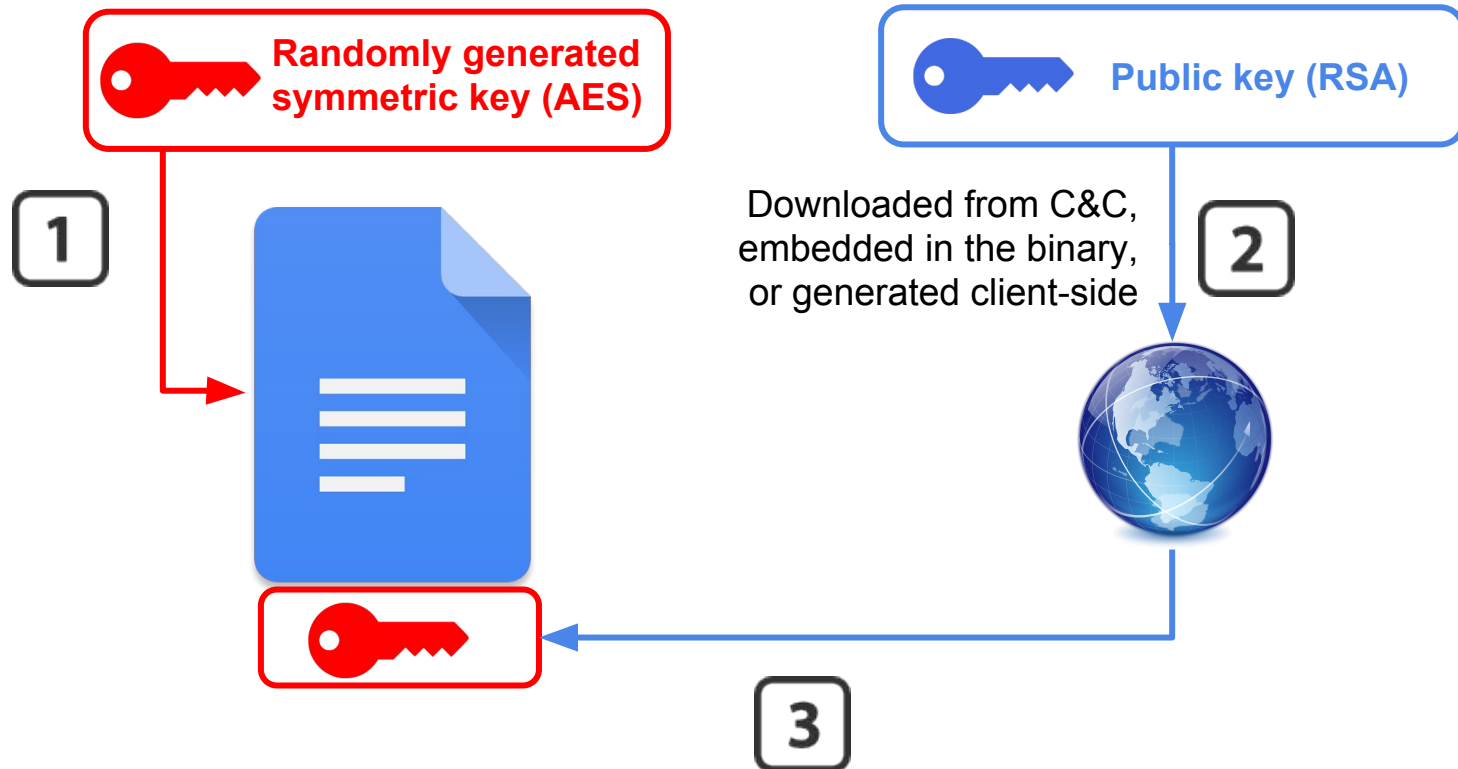 Randomly generated
symmetric key (AES)
Public key (RSA)
1
Downloaded from C&C,
embedded in the binary,
or generated client-side
2
3